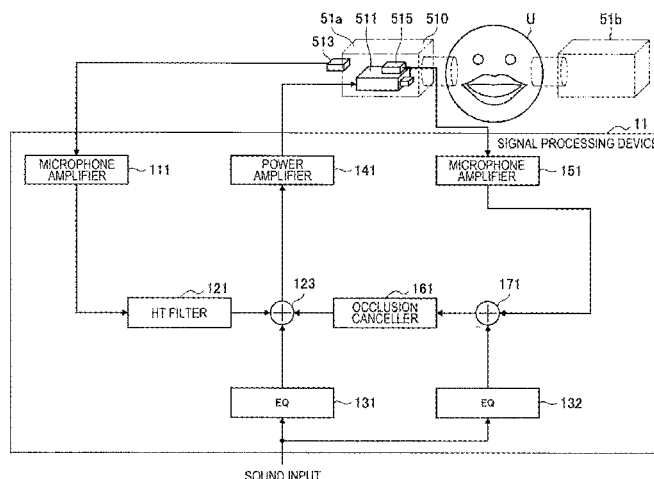 51a 511 515 510 U 51b
513
11
SIGNAL PROCESSING DEVICE
MICROPHONE
AMPLIFIER
111
POWER
AMPLIFIER
141
MICROPHONE
AMPLIFIER
151
121
HT FILTER
123
161
OCCLUSION
CANCELLER
171
EQ
131
EQ
132
SOUND INPUT